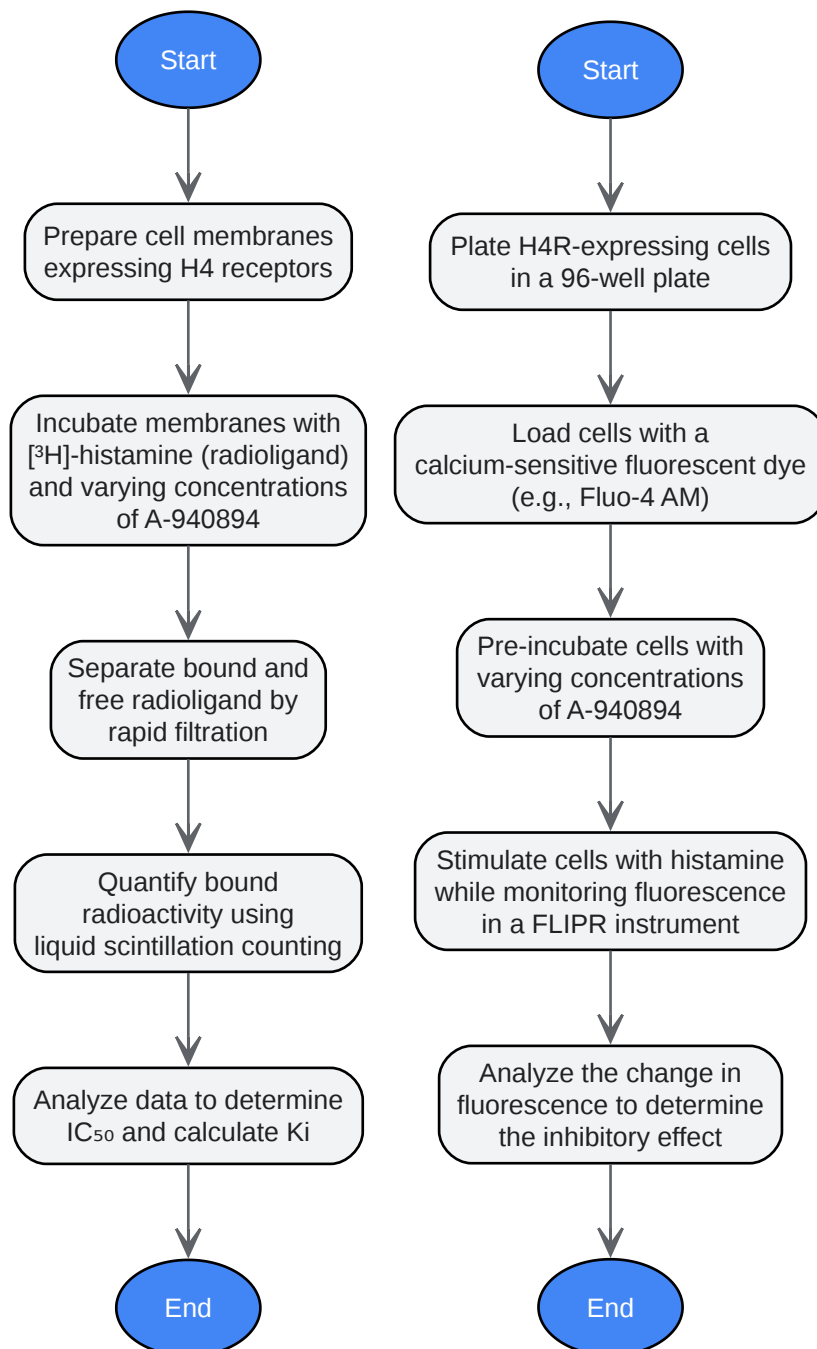 Start
Prepare cell membranes
expressing H4 receptors
Incubate membranes with
[³H]-histamine (radioligand)
and varying concentrations
of A-940894
Separate bound and
free radioligand by
rapid filtration
Quantify bound
radioactivity using
liquid scintillation counting
Analyze data to determine
IC₅₀ and calculate Ki
End
Start
Plate H4R-expressing cells
in a 96-well plate
Load cells with a
calcium-sensitive fluorescent dye
(e.g., Fluo-4 AM)
Pre-incubate cells with
varying concentrations
of A-940894
Stimulate cells with histamine
while monitoring fluorescence
in a FLIPR instrument
Analyze the change in
fluorescence to determine
the inhibitory effect
End